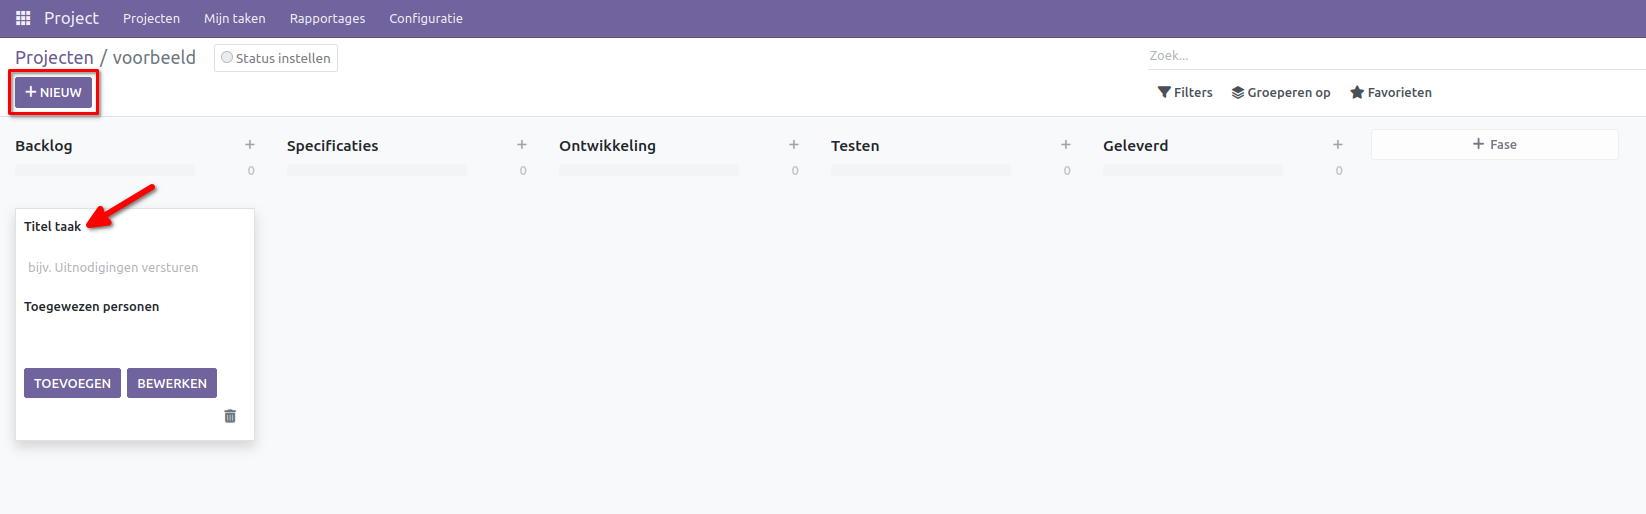 Project Projecten Mijn taken Rapportages Configuratie
Projecten / voorbeeld Status instellen Zoek...
+ NIEUW Filters Groeperen op Favorieten
Backlog + Specificaties + Ontwikkeling + Testen + Geleverd + + Fase
0 0 0 0 0
Titel taak
bijv. Uitnodigingen versturen
Toegewezen personen
TOEVOEGEN BEWERKEN